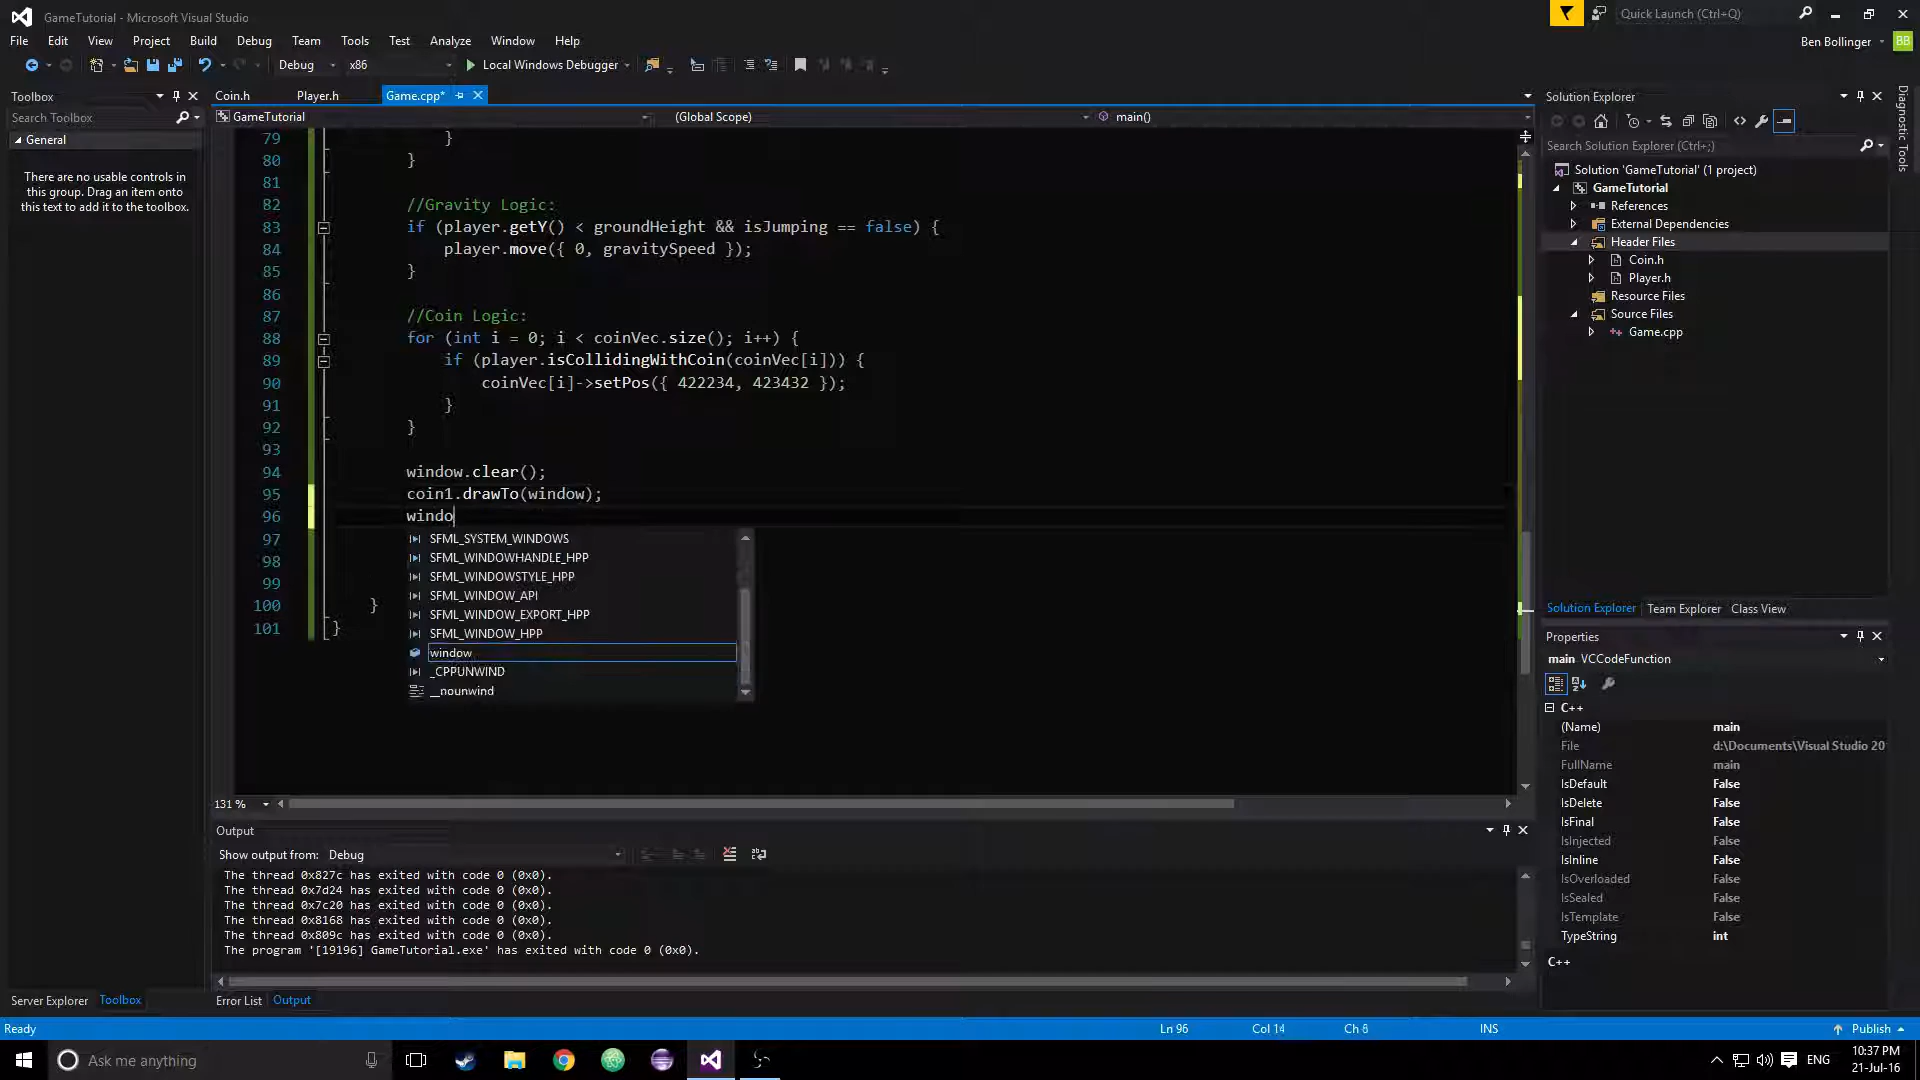 GameTutorial - Microsoft Visual Studio
Quick Launch (Ctrl+Q)
File Edit View Project Build Debug Team Tools Test Analyze Window Help
Ben Bollinger BB
Debug x86 Local Windows Debugger
Toolbox
Search Toolbox
General
There are no usable controls in
this group. Drag an item onto
this text to add it to the toolbox.
Coin.h Player.h Game.cpp*
GameTutorial (Global Scope) main()
79 }
80 }
81
82 //Gravity Logic:
83 if (player.getY() < groundHeight && isJumping == false) {
84 player.move({ 0, gravitySpeed });
85 }
86
87 //Coin Logic:
88 for (int i = 0; i < coinVec.size(); i++) {
89 if (player.isCollidingWithCoin(coinVec[i])) {
90 coinVec[i]->setPos({ 422234, 423432 });
91 }
92 }
93
94 window.clear();
95 coin1.drawTo(window);
96 windo
97
98
99
100 }
101 }
SFML_SYSTEM_WINDOWS
SFML_WINDOWHANDLE_HPP
SFML_WINDOWSTYLE_HPP
SFML_WINDOW_API
SFML_WINDOW_EXPORT_HPP
SFML_WINDOW_HPP
window
_CPPUNWIND
__nounwind
131 %
Output
Show output from: Debug
The thread 0x827c has exited with code 0 (0x0).
The thread 0x7d24 has exited with code 0 (0x0).
The thread 0x7c20 has exited with code 0 (0x0).
The thread 0x8168 has exited with code 0 (0x0).
The thread 0x809c has exited with code 0 (0x0).
The program '[19196] GameTutorial.exe' has exited with code 0 (0x0).
Server Explorer Toolbox
Error List Output
Solution Explorer
Search Solution Explorer (Ctrl+;)
Solution 'GameTutorial' (1 project)
GameTutorial
References
External Dependencies
Header Files
Coin.h
Player.h
Resource Files
Source Files
Game.cpp
Solution Explorer Team Explorer Class View
Properties
main VCCodeFunction
C++
(Name) main
File d:\Documents\Visual Studio 20
FullName main
IsDefault False
IsDelete False
IsFinal False
IsInjected False
IsInline False
IsOverloaded False
IsSealed False
IsTemplate False
TypeString int
C++
Diagnostic Tools
Ready Ln 96 Col 14 Ch 8 INS Publish
Ask me anything
ENG
10:37 PM
21-Jul-16